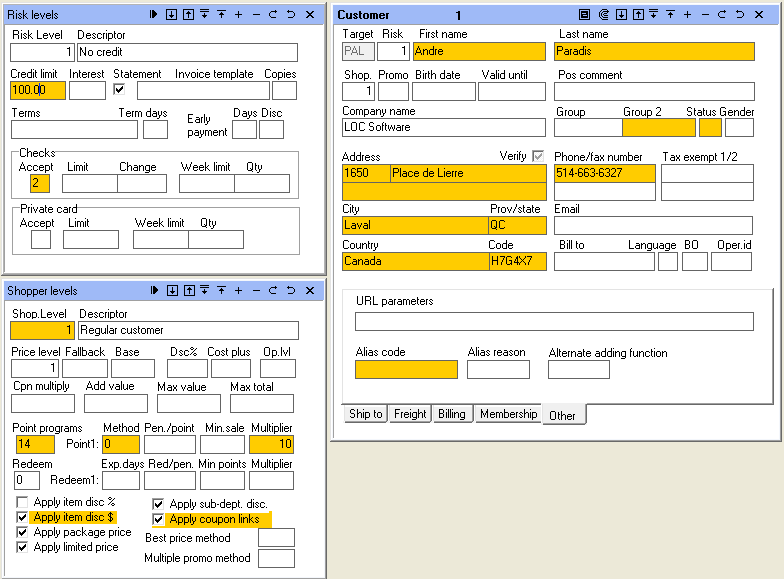 Risk levels
Risk Level Descriptor
1 No credit
Credit limit Interest Statement Invoice template Copies
100.00
Terms Term days Early payment Days Disc
Checks
Accept Limit Change Week limit Qty
2
Private card
Accept Limit Week limit Qty
Shopper levels
Shop.Level Descriptor
1 Regular customer
Price level Fallback Base Dsc% Cost plus Op.lvl
1
Cpn multiply Add value Max value Max total
Point programs Method Pen./point Min.sale Multiplier
14 Point1: 0 10
Redeem Exp.days Red/pen. Min points Multiplier
0 Redeem1:
Apply item disc % Apply sub-dept. disc.
Apply item disc $ Apply coupon links
Apply package price Best price method
Apply limited price Multiple promo method
Customer 1
Target Risk First name Last name
PAL 1 Andre Paradis
Shop. Promo Birth date Valid until Pos comment
1
Company name Group Group 2 Status Gender
LOC Software
Address Verify Phone/fax number Tax exempt 1/2
1650 Place de Lierre 514-663-6327
City Prov/state Email
Laval QC
Country Code Bill to Language BO Oper.id
Canada H7G4X7
URL parameters
Alias code Alias reason Alternate adding function
Ship to Freight Billing Membership Other